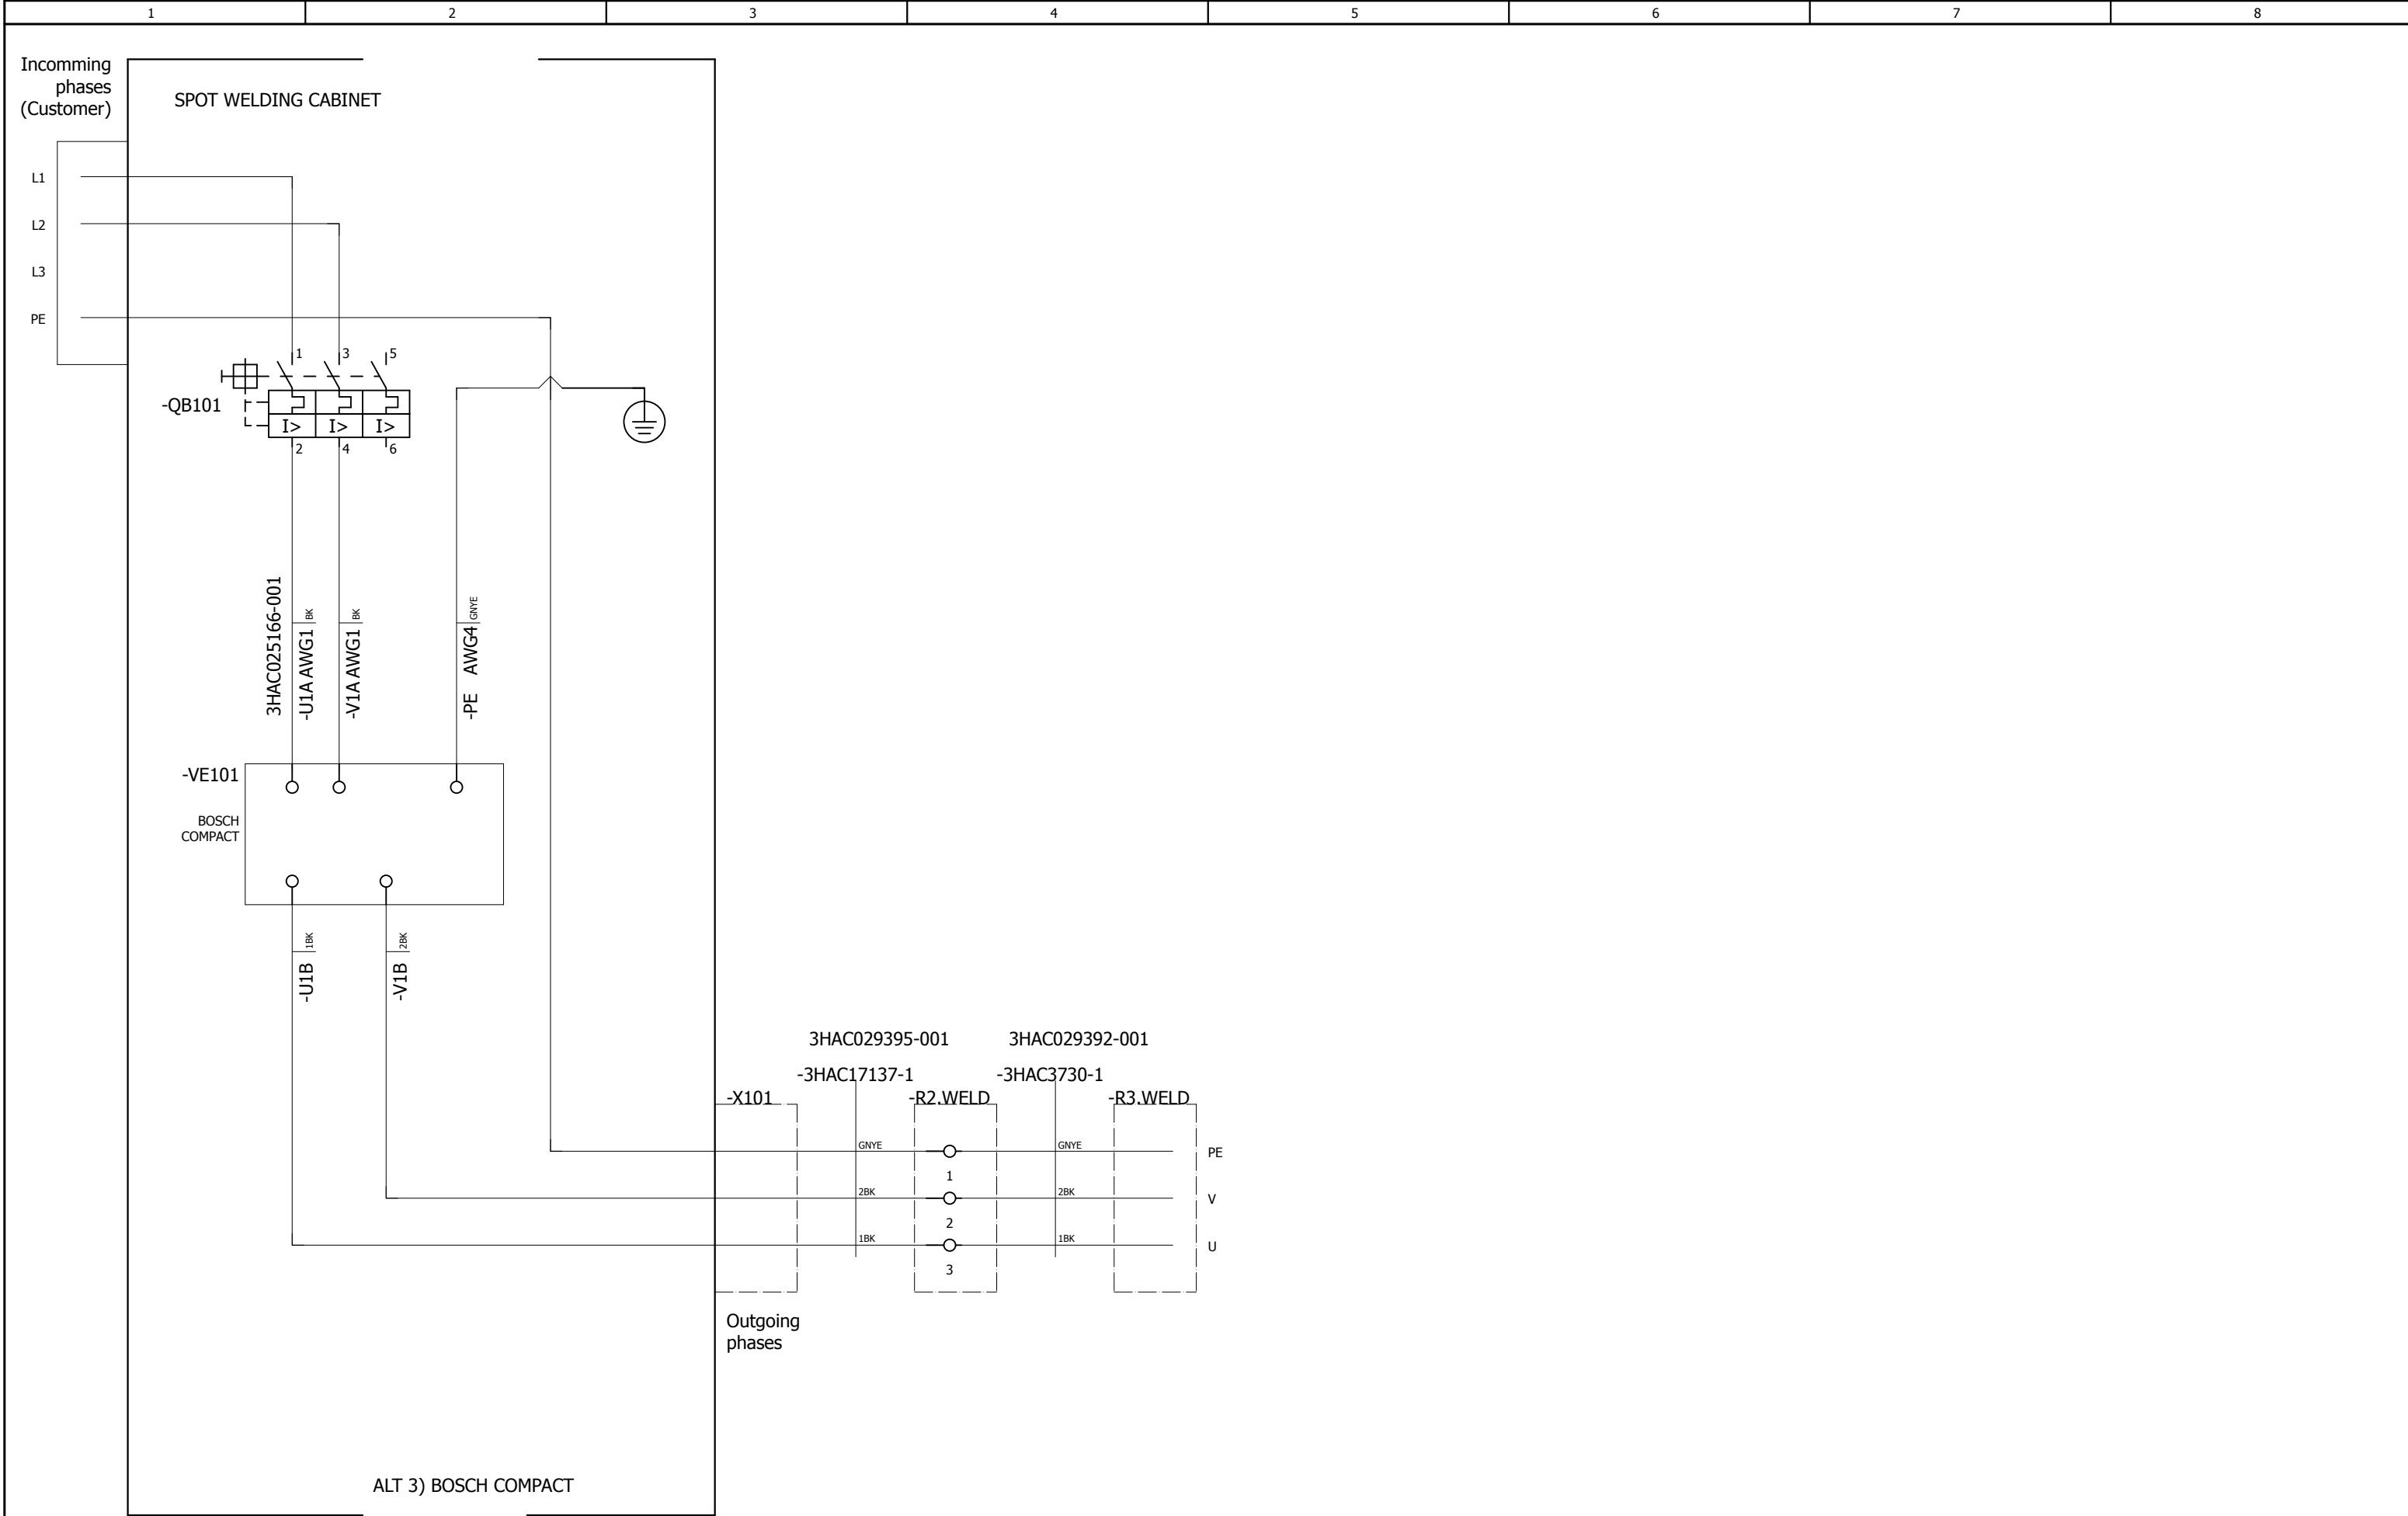 1 2 3 4 5 6 7 8
Incomming
phases
(Customer)
SPOT WELDING CABINET
L1
L2
L3
PE
1 3 5
-QB101
I> I> I>
2 4 6
3HAC025166-001
-U1A AWG1 BK
-V1A AWG1 BK
-PE AWG4 GNYE
-VE101
BOSCH
COMPACT
-U1B 1BK
-V1B 2BK
3HAC029395-001 3HAC029392-001
-3HAC17137-1 -3HAC3730-1
-X101 -R2.WELD -R3.WELD
GNYE GNYE PE
1
2BK 2BK V
2
1BK 1BK U
3
Outgoing
phases
ALT 3) BOSCH COMPACT